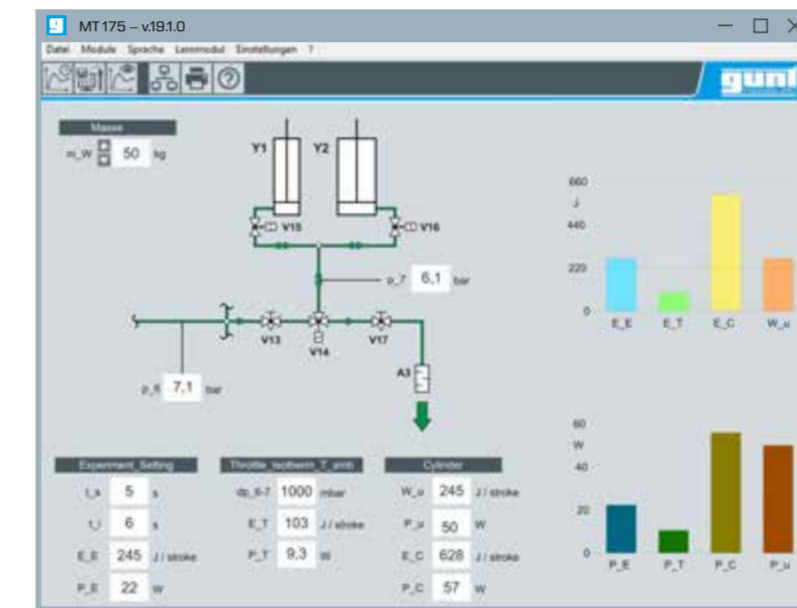 MT 175 – v.19.1.0
Datei Module Sprache Lernmodul Einstellungen ?
gunt
Masse
m_W 50 kg
Y1 Y2
V15 V16
p_7 6,1 bar
V13 V14 V17
p_6 7,1 bar
A3
660
J
440
220
0
E_E E_T E_C W_u
60
W
40
20
0
P_E P_T P_C P_u
Experiment_Setting
t_s 5 s
t_i 6 s
E_E 245 J / stroke
P_E 22 W
Throttle_Isotherm_T_amb
dp_6-7 1000 mbar
E_T 103 J / stroke
P_T 9,3 W
Cylinder
W_u 245 J / stroke
P_u 50 W
E_C 628 J / stroke
P_C 57 W